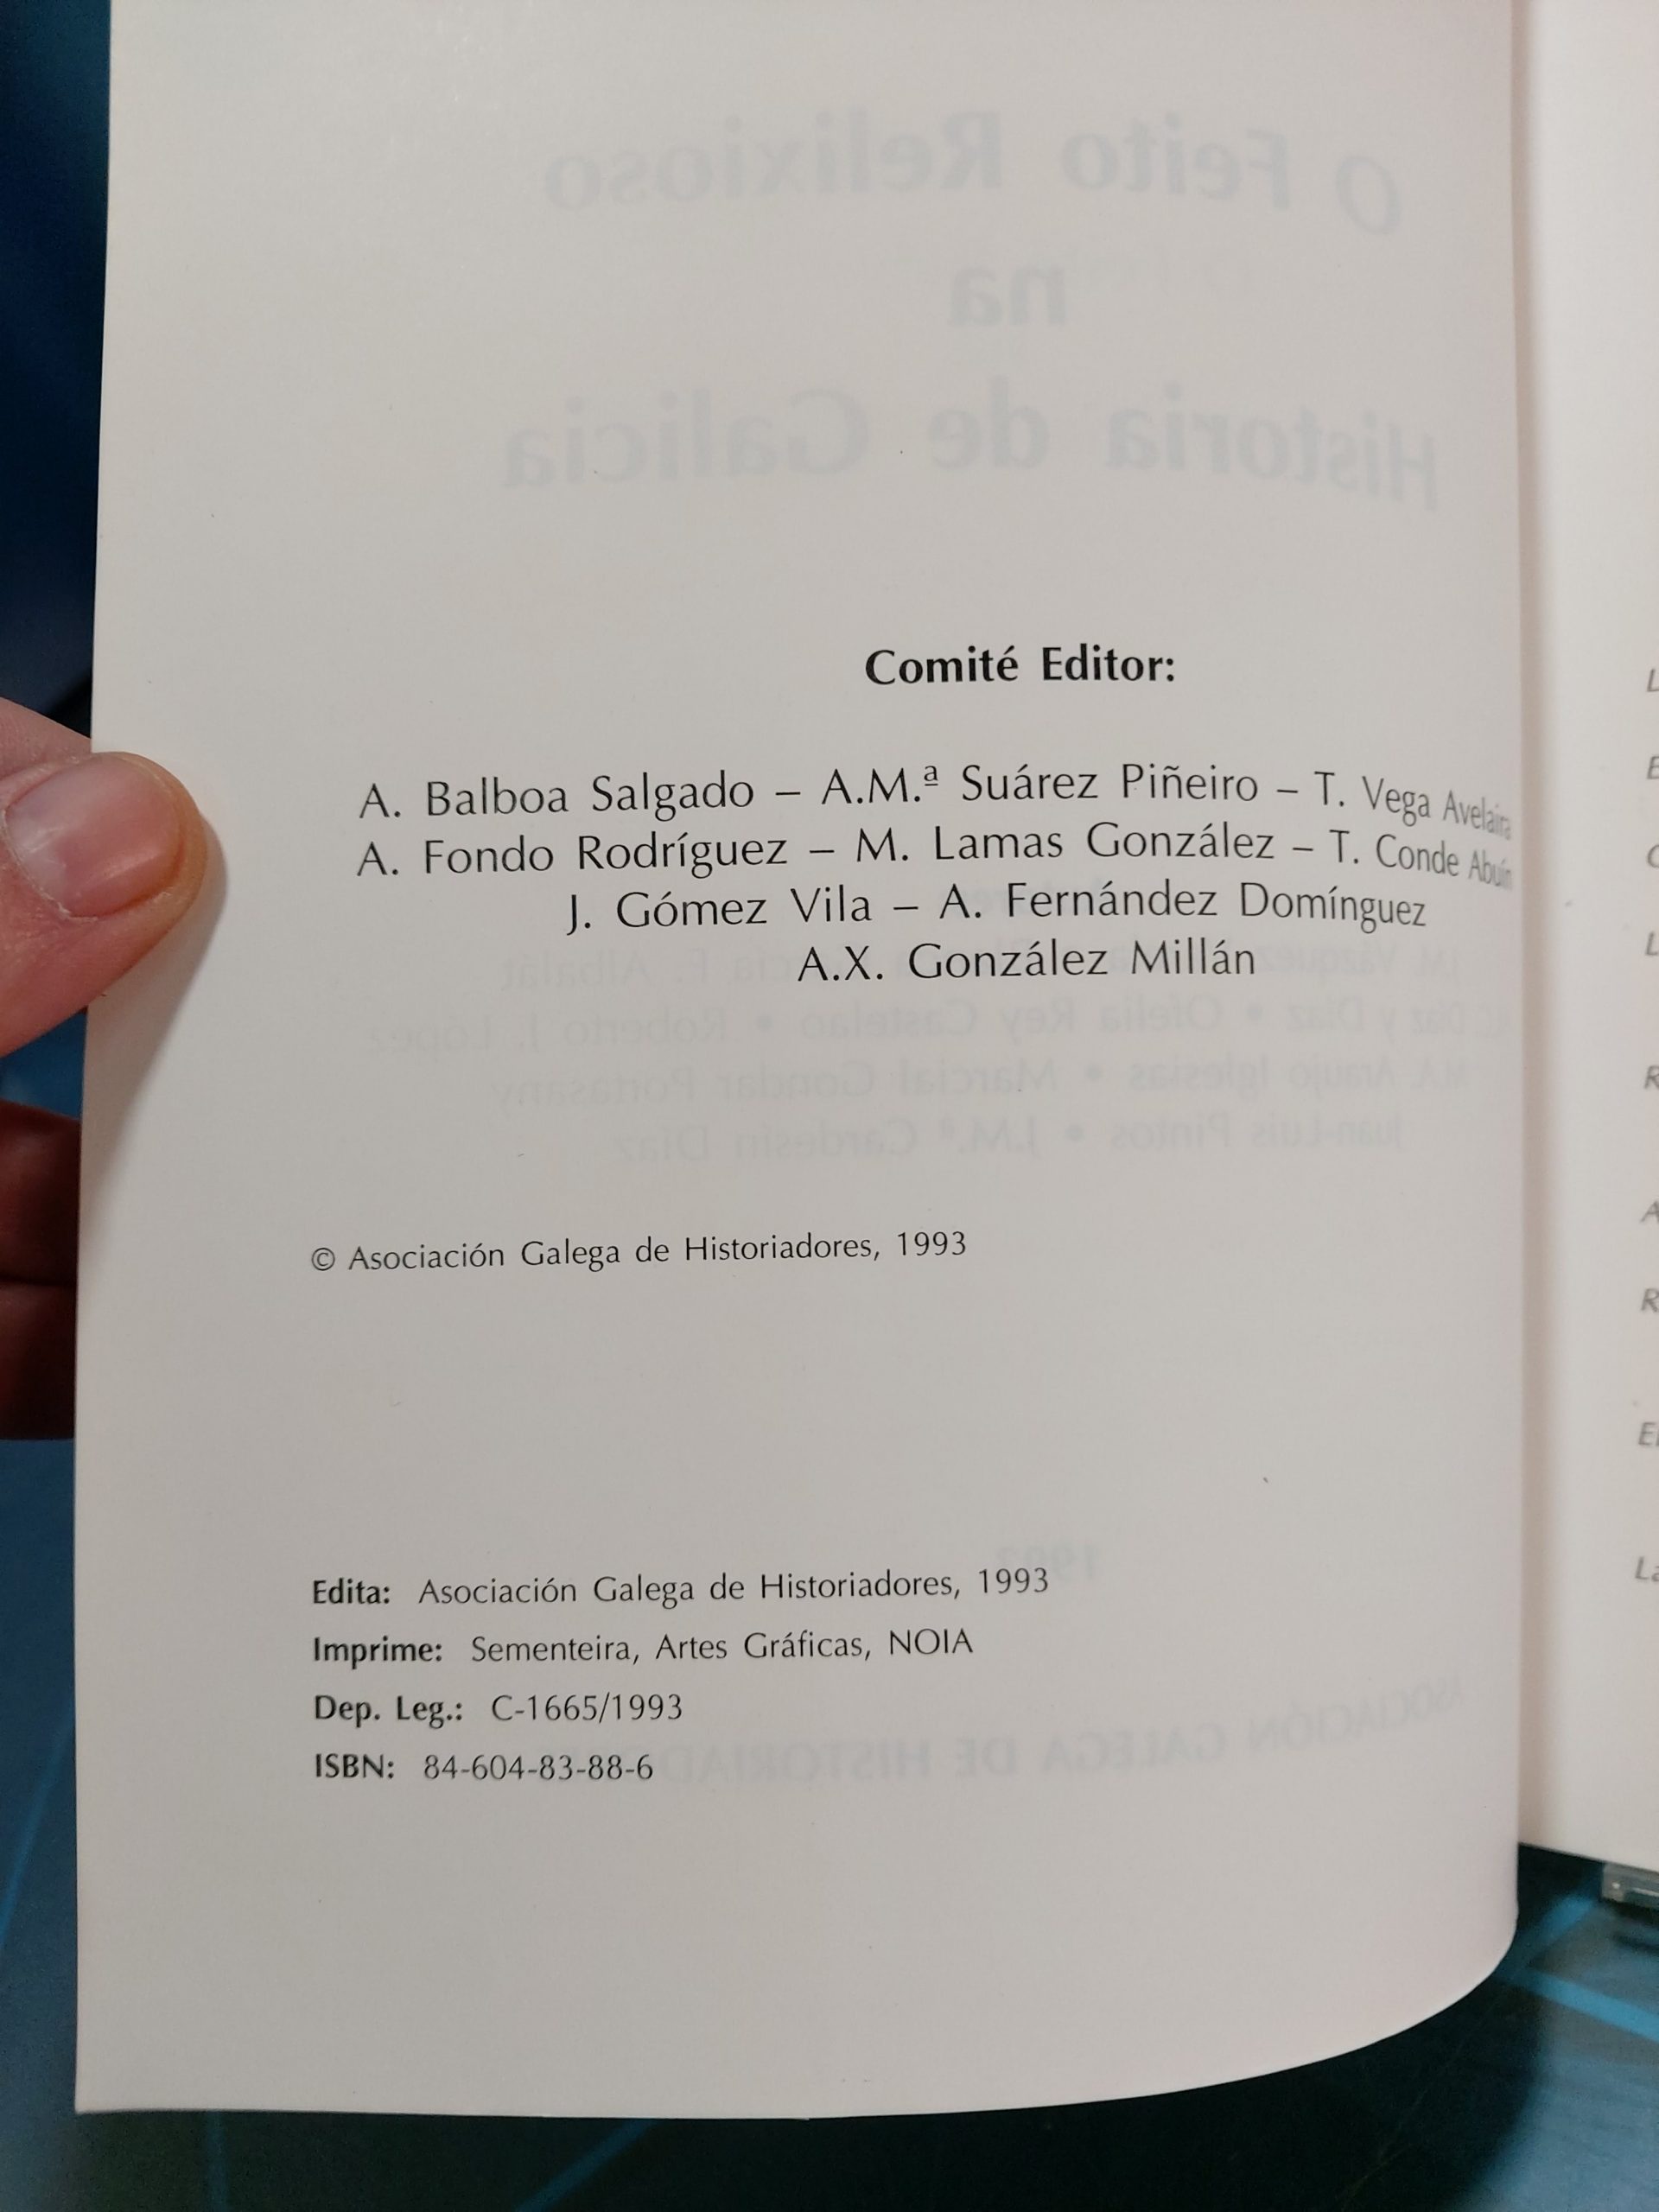 Comité Editor:
A. Balboa Salgado – A.M.ª Suárez Piñeiro – T. Vega Avelaira
A. Fondo Rodríguez – M. Lamas González – T. Conde Abuin
J. Gómez Vila – A. Fernández Domínguez
A.X. González Millán
© Asociación Galega de Historiadores, 1993
Edita: Asociación Galega de Historiadores, 1993
Imprime: Sementeira, Artes Gráficas, NOIA
Dep. Leg.: C-1665/1993
ISBN: 84-604-83-88-6